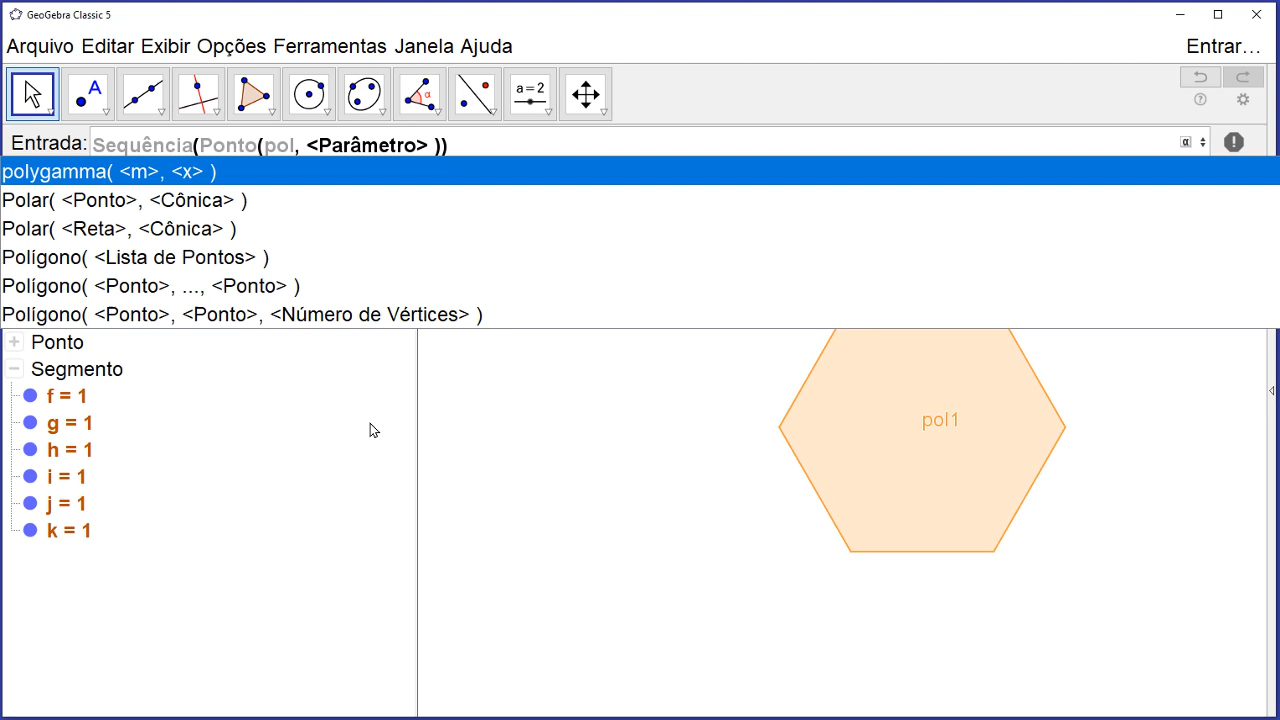 GeoGebra Classic 5
Arquivo Editar Exibir Opções Ferramentas Janela Ajuda
Entrar...
A
α
a=2
Entrada: Sequência(Ponto(pol, <Parâmetro> ))
α
polygamma( <m>, <x> )
Polar( <Ponto>, <Cônica> )
Polar( <Reta>, <Cônica> )
Polígono( <Lista de Pontos> )
Polígono( <Ponto>, ..., <Ponto> )
Polígono( <Ponto>, <Ponto>, <Número de Vértices> )
Ponto
Segmento
f = 1
g = 1
h = 1
i = 1
j = 1
k = 1
pol1